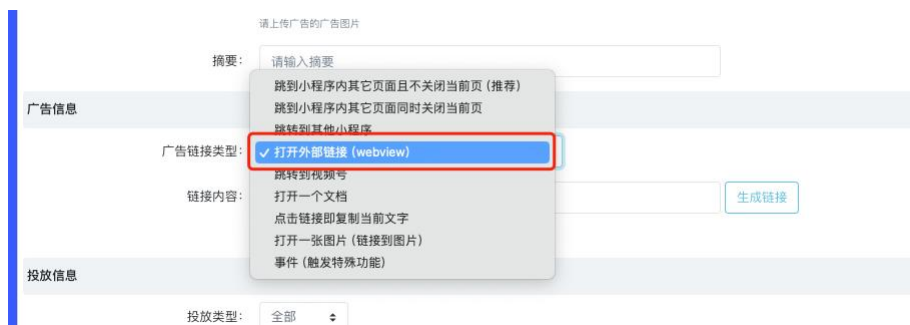 请上传广告的广告图片
摘要:
请输入摘要
跳到小程序内其它页面且不关闭当前页 (推荐)
广告信息
跳到小程序内其它页面同时关闭当前页
跳转到其他小程序
广告链接类型:
✓ 打开外部链接 (webview)
跳转到视频号
链接内容:
打开一个文档
生成链接
点击链接即复制当前文字
打开一张图片 (链接到图片)
事件 (触发特殊功能)
投放信息
投放类型:
全部